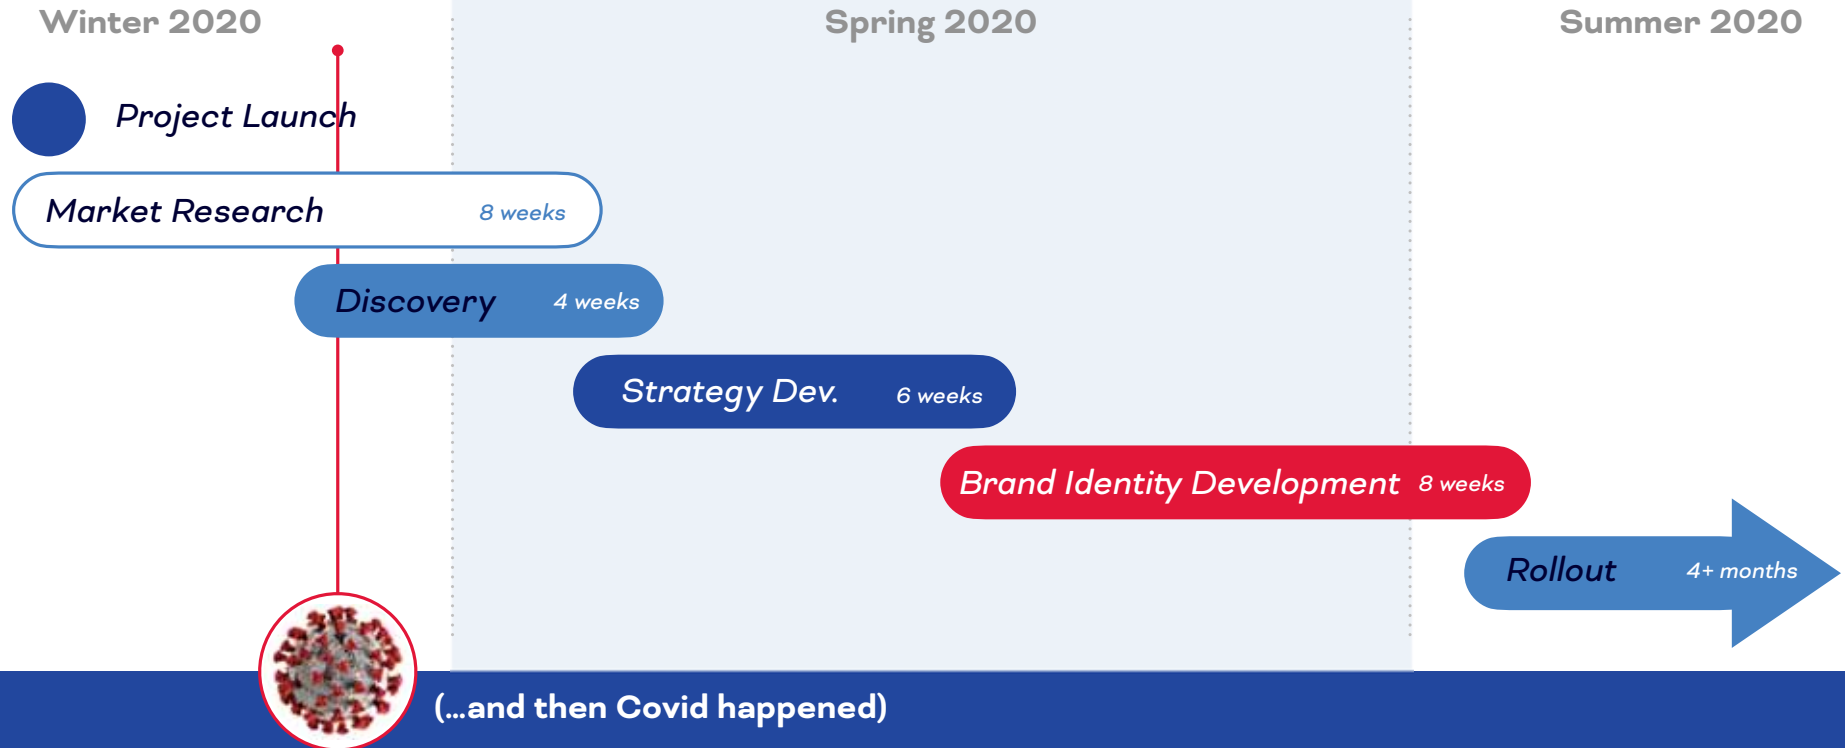 Winter 2020
Spring 2020
Summer 2020
Project Launch
Market Research 8 weeks
Discovery 4 weeks
Strategy Dev. 6 weeks
Brand Identity Development 8 weeks
Rollout 4+ months
(...and then Covid happened)